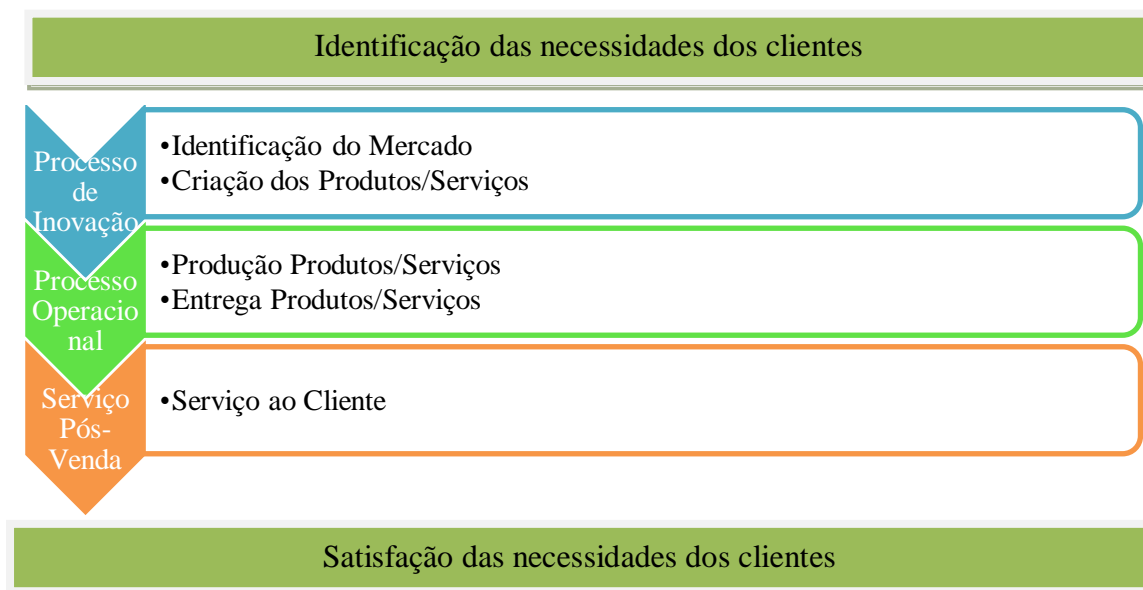 Identificação das necessidades dos clientes
Processo
de
Inovação
•Identificação do Mercado
•Criação dos Produtos/Serviços
Processo
Operacio
nal
•Produção Produtos/Serviços
•Entrega Produtos/Serviços
Serviço
Pós-
Venda
•Serviço ao Cliente
Satisfação das necessidades dos clientes